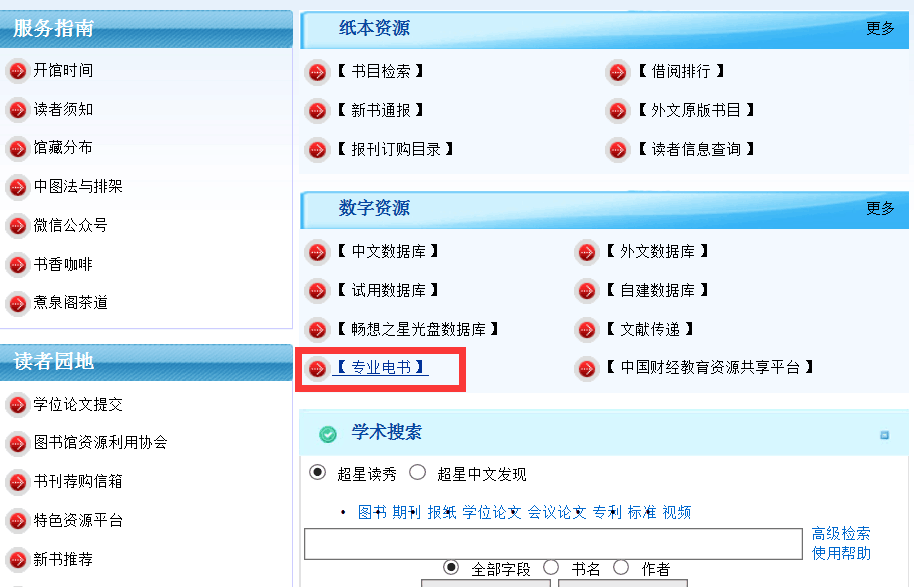 服务指南
开馆时间
读者须知
馆藏分布
中图法与排架
微信公众号
书香咖啡
煮泉阁茶道
读者园地
学位论文提交
图书馆资源利用协会
书刊荐购信箱
特色资源平台
新书推荐
纸本资源 更多
【 书目检索 】 【 借阅排行 】
【 新书通报 】 【 外文原版书目 】
【 报刊订购目录 】 【 读者信息查询 】
数字资源 更多
【 中文数据库 】 【 外文数据库 】
【 试用数据库 】 【 自建数据库 】
【 畅想之星光盘数据库 】 【 文献传递 】
【 专业电书 】 【 中国财经教育资源共享平台 】
学术搜索
超星读秀 超星中文发现
• 图书 期刊 报纸 学位论文 会议论文 专利 标准 视频
高级检索
使用帮助
全部字段 书名 作者